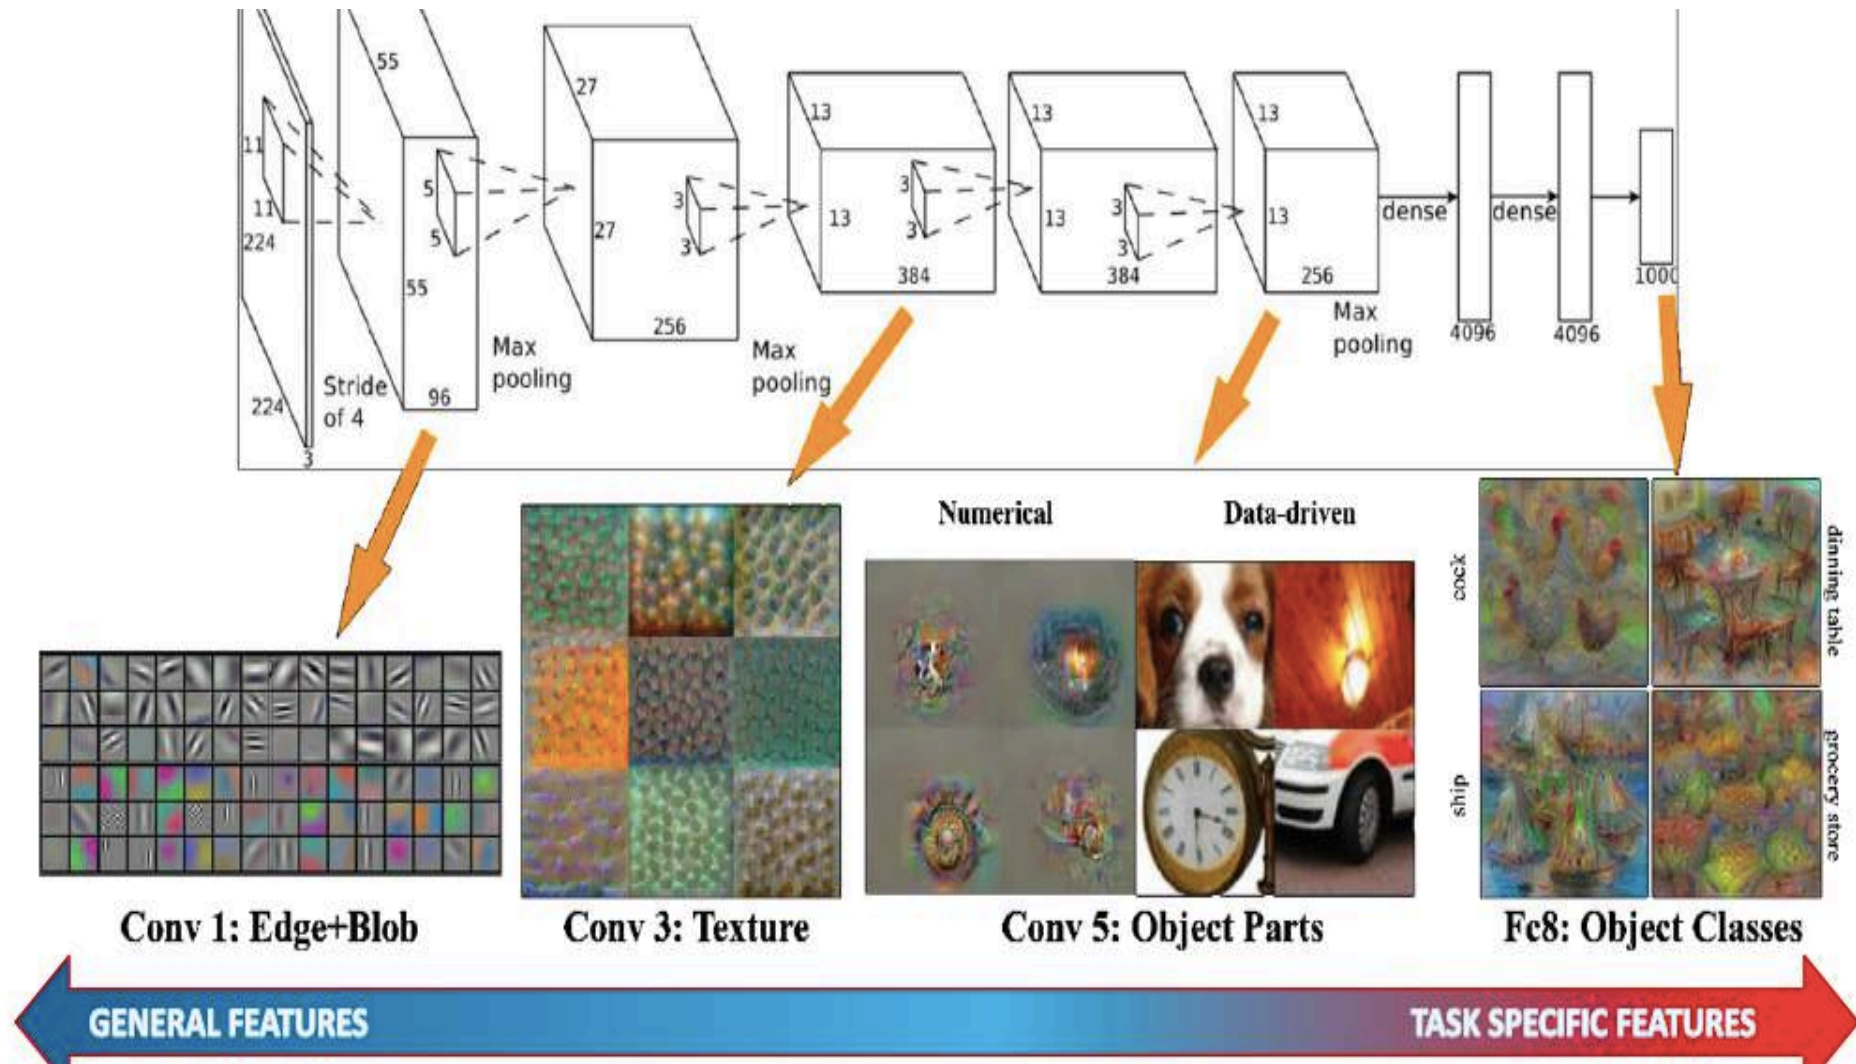 55
27
13
13
13
11
11
224
5
5
3
3
27
3
3
13
3
3
13
13
dense
dense
55
384
384
256
1000
256
Max
pooling
4096
4096
Max
pooling
Max
pooling
Stride
of 4
224
96
3
Numerical
Data-driven
cock
dinning table
ship
grocery store
Conv 1: Edge+Blob
Conv 3: Texture
Conv 5: Object Parts
Fc8: Object Classes
GENERAL FEATURES
TASK SPECIFIC FEATURES